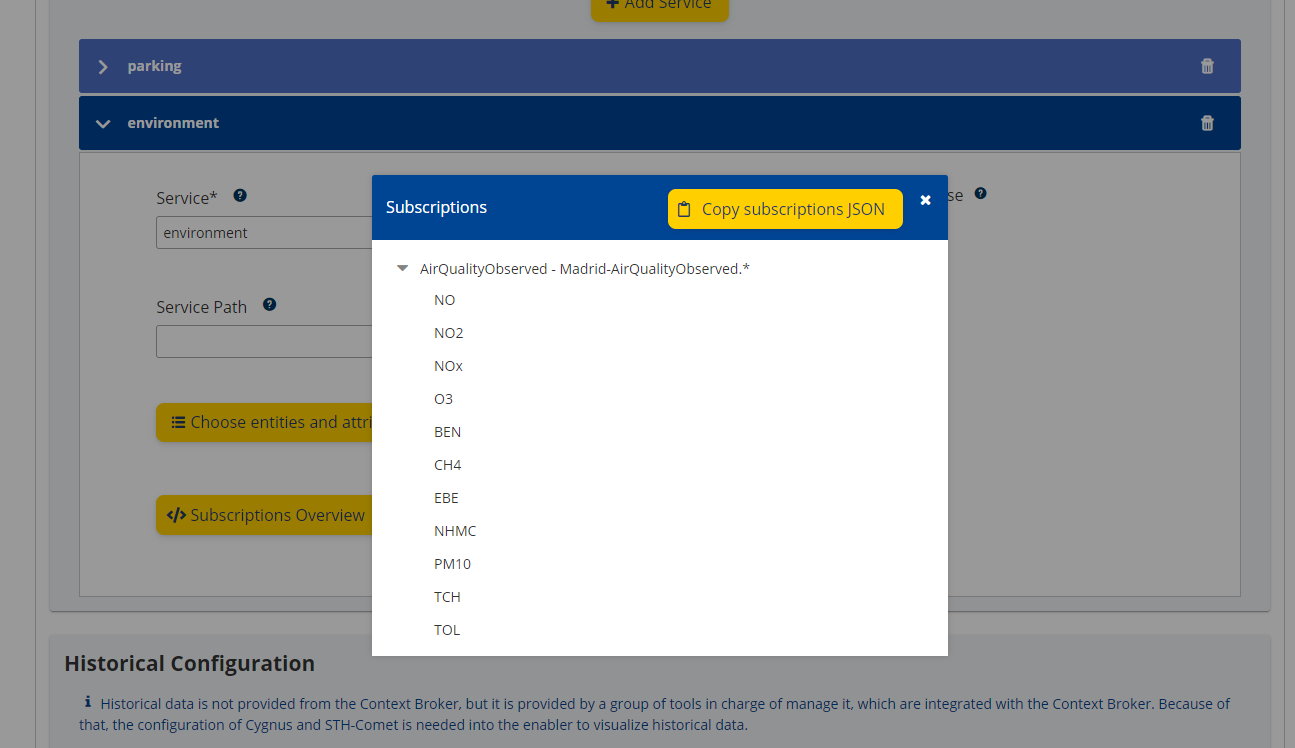 Add Service
parking
environment
Service*
se
environment
Service Path
Choose entities and attri
Subscriptions Overview
Subscriptions
Copy subscriptions JSON
AirQualityObserved - Madrid-AirQualityObserved.*
NO
NO2
NOx
O3
BEN
CH4
EBE
NHMC
PM10
TCH
TOL
Historical Configuration
Historical data is not provided from the Context Broker, but it is provided by a group of tools in charge of manage it, which are integrated with the Context Broker. Because of
that, the configuration of Cygnus and STH-Comet is needed into the enabler to visualize historical data.